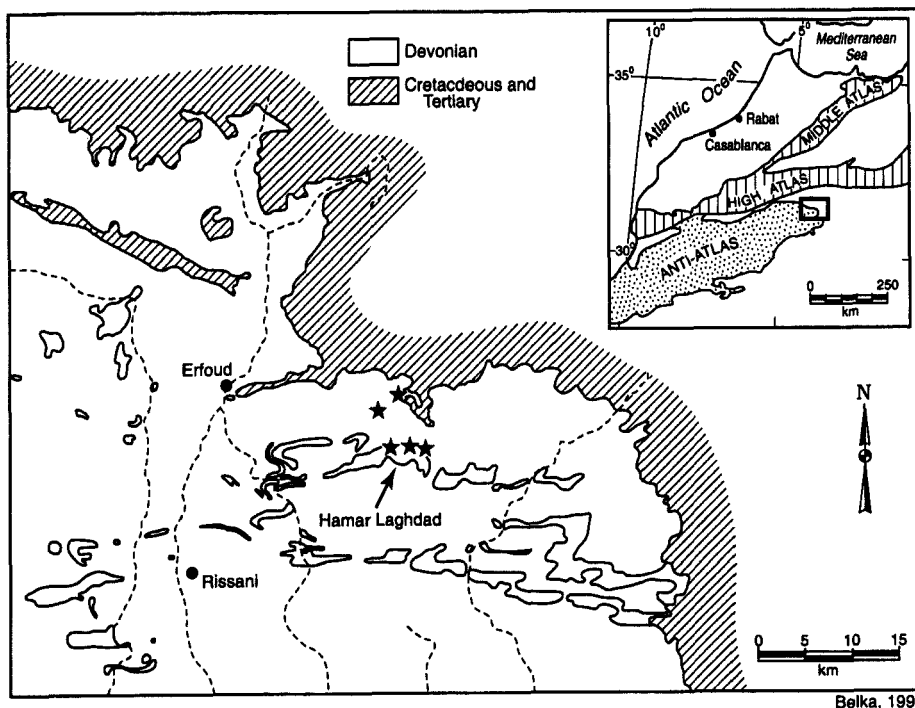 Devonian
Cretacdeous and
Tertiary
10°
5°
Mediterranean
Sea
35°
Atlantic Ocean
Rabat
Casablanca
MIDDLE ATLAS
HIGH ATLAS
30°
ANTI-ATLAS
0 250
km
Erfoud
N
Hamar Laghdad
Rissani
0 5 10 15
km
Belka, 199